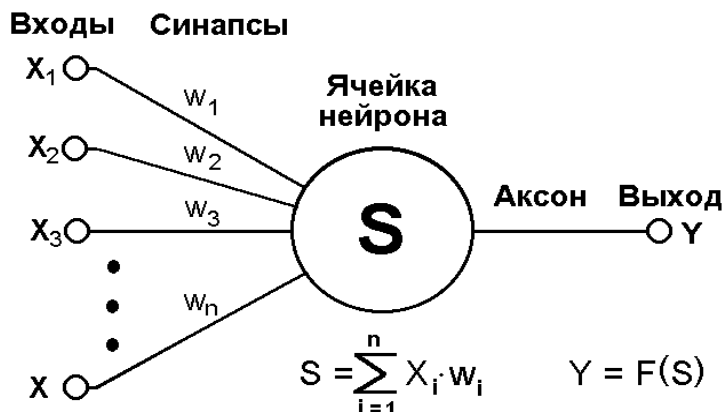 Входы Синапсы
X1
w1
Ячейка
нейрона
X2
w2
X3
w3
S
Аксон Выход
Y
wn
X
n
S = ∑ Xi·wi
i=1
Y = F(S)